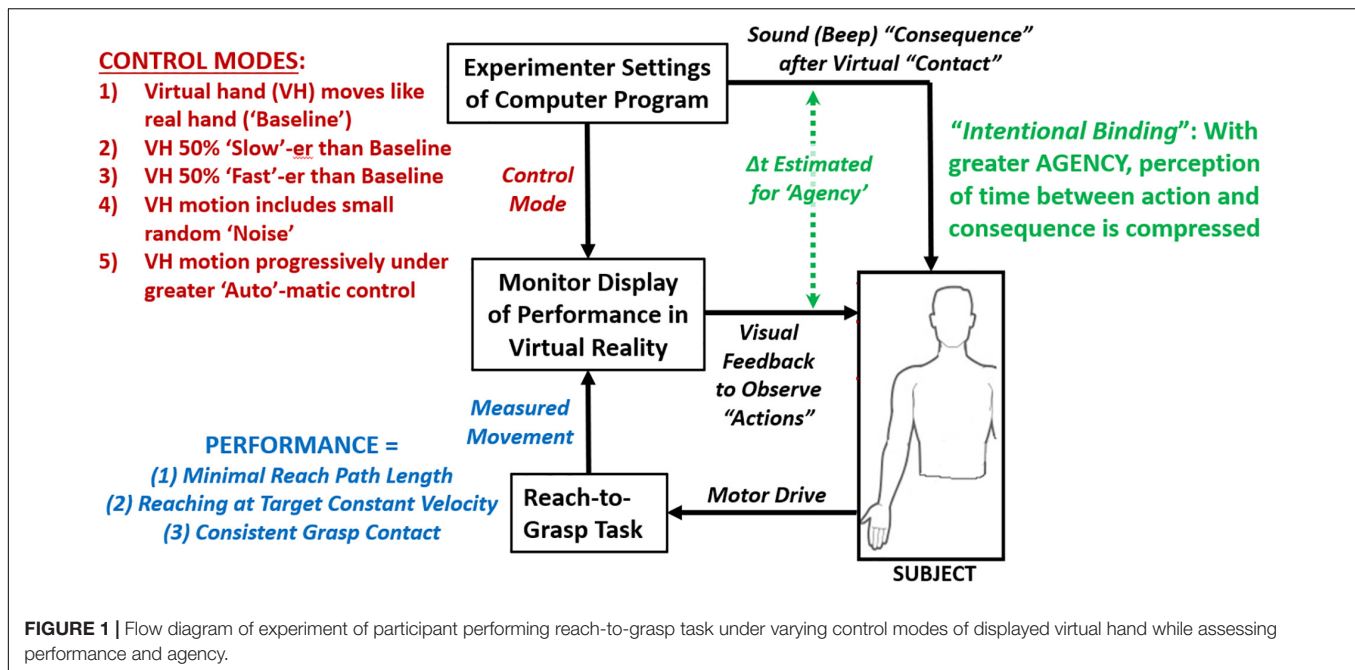 CONTROL MODES:
1) Virtual hand (VH) moves like
real hand (‘Baseline’)
2) VH 50% ‘Slow’-er than Baseline
3) VH 50% ‘Fast’-er than Baseline
4) VH motion includes small
random ‘Noise’
5) VH motion progressively under
greater ‘Auto’-matic control
Experimenter Settings
of Computer Program
Sound (Beep) “Consequence”
after Virtual “Contact”
Control
Mode
Δt Estimated
for ‘Agency’
“Intentional Binding”: With
greater AGENCY, perception
of time between action and
consequence is compressed
Monitor Display
of Performance in
Virtual Reality
Visual
Feedback
to Observe
“Actions”
Measured
Movement
PERFORMANCE =
(1) Minimal Reach Path Length
(2) Reaching at Target Constant Velocity
(3) Consistent Grasp Contact
Reach-to-
Grasp Task
Motor Drive
SUBJECT
FIGURE 1 | Flow diagram of experiment of participant performing reach-to-grasp task under varying control modes of displayed virtual hand while assessing
performance and agency.